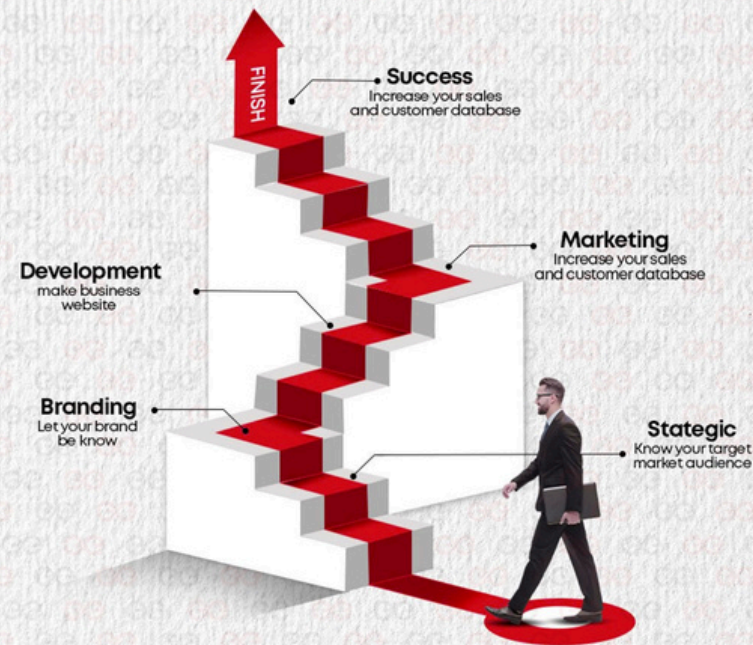 FINISH
Success
Increase your sales
and customer database
Marketing
Increase your sales
and customer database
Development
make business
website
Branding
Let your brand
be know
Stategic
Know your target
market audience